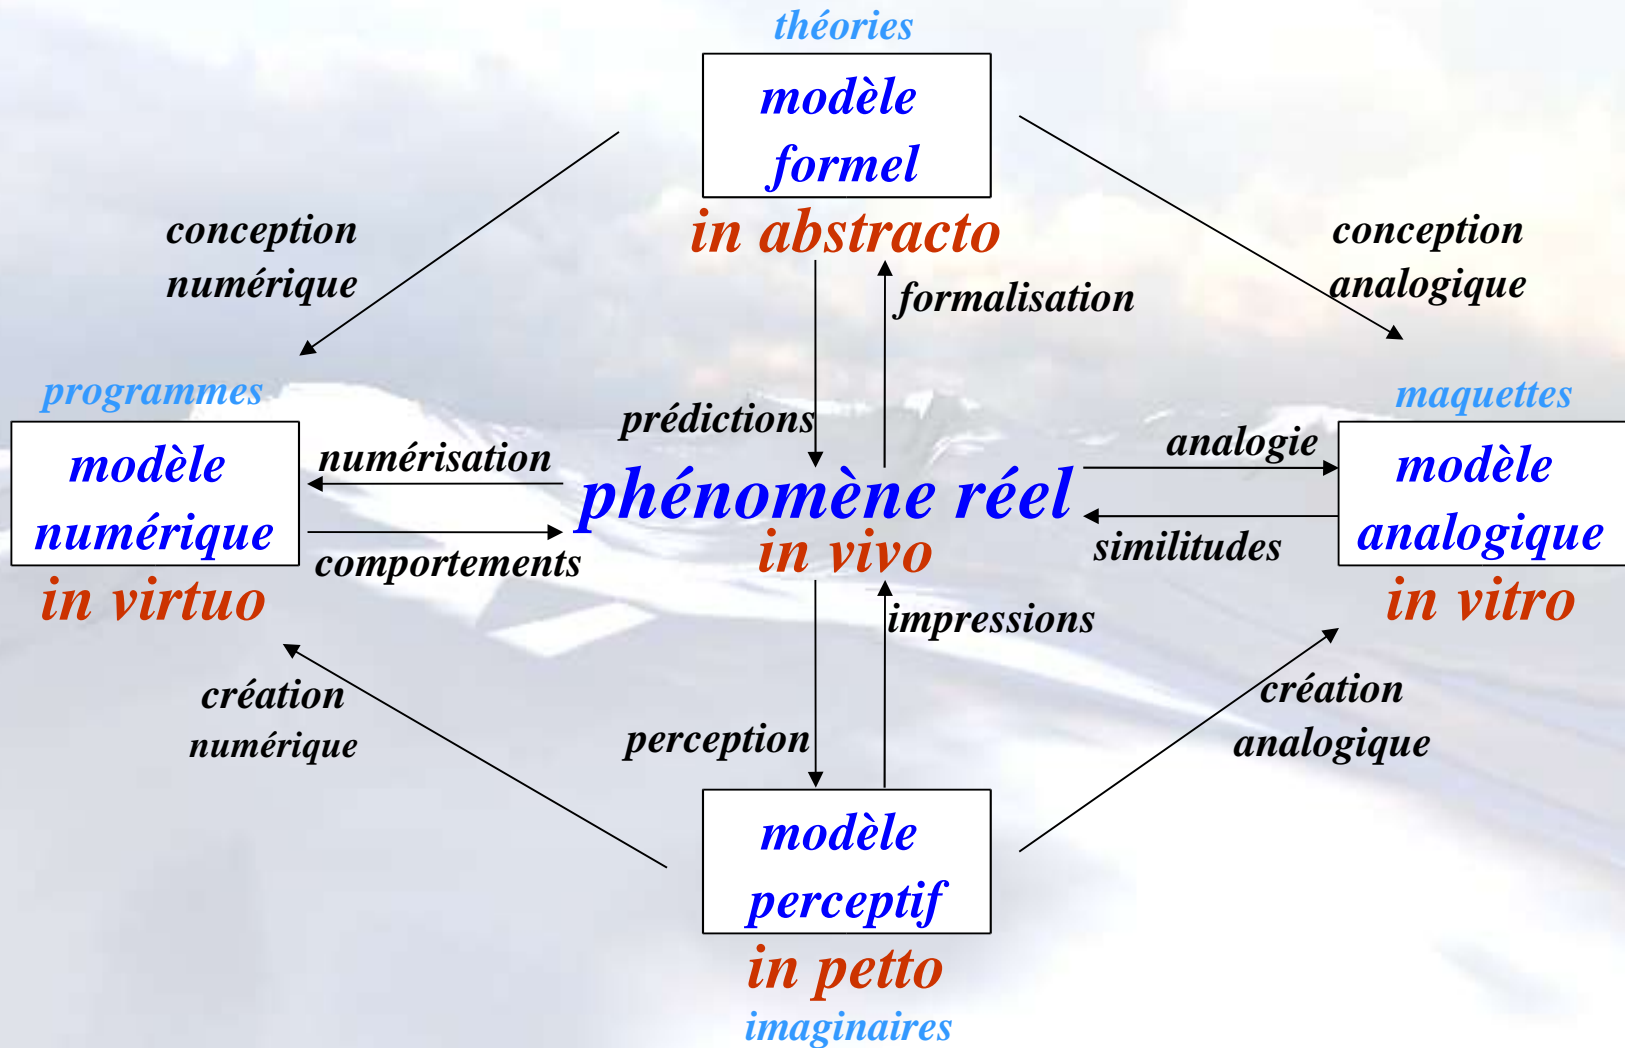 théories
modèle
formel
in abstracto
conception
numérique
conception
analogique
formalisation
programmes
maquettes
prédictions
modèle
numérique
in virtuo
numérisation
comportements
phénomène réel
in vivo
analogie
similitudes
modèle
analogique
in vitro
impressions
création
numérique
perception
création
analogique
modèle
perceptif
in petto
imaginaires